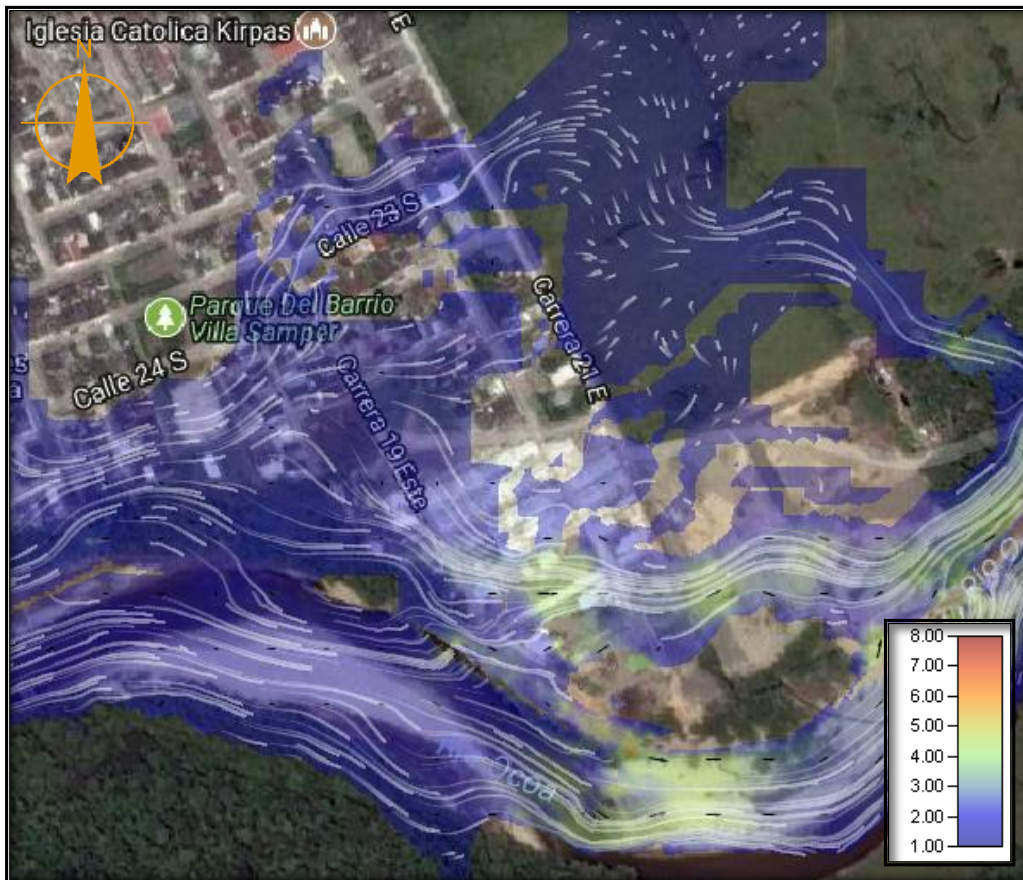 Iglesia Catolica Kirpas
E
N
Calle 23 S
Parque Del Barrio
Villa Samper
Carrera 21 E
Calle 24 S
Carrera 19 Este
a
Ocoa
8.00
7.00
6.00
5.00
4.00
3.00
2.00
1.00